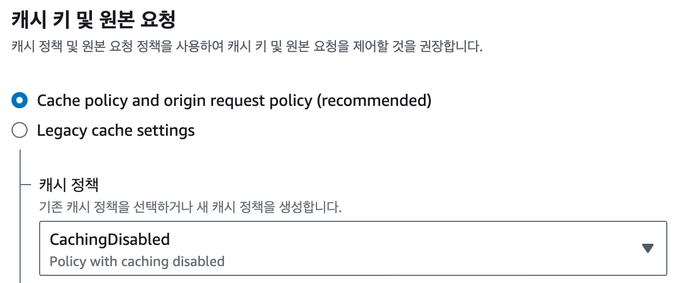 캐시 키 및 원본 요청
캐시 정책 및 원본 요청 정책을 사용하여 캐시 키 및 원본 요청을 제어할 것을 권장합니다.
Cache policy and origin request policy (recommended)
Legacy cache settings
캐시 정책
기존 캐시 정책을 선택하거나 새 캐시 정책을 생성합니다.
CachingDisabled
Policy with caching disabled